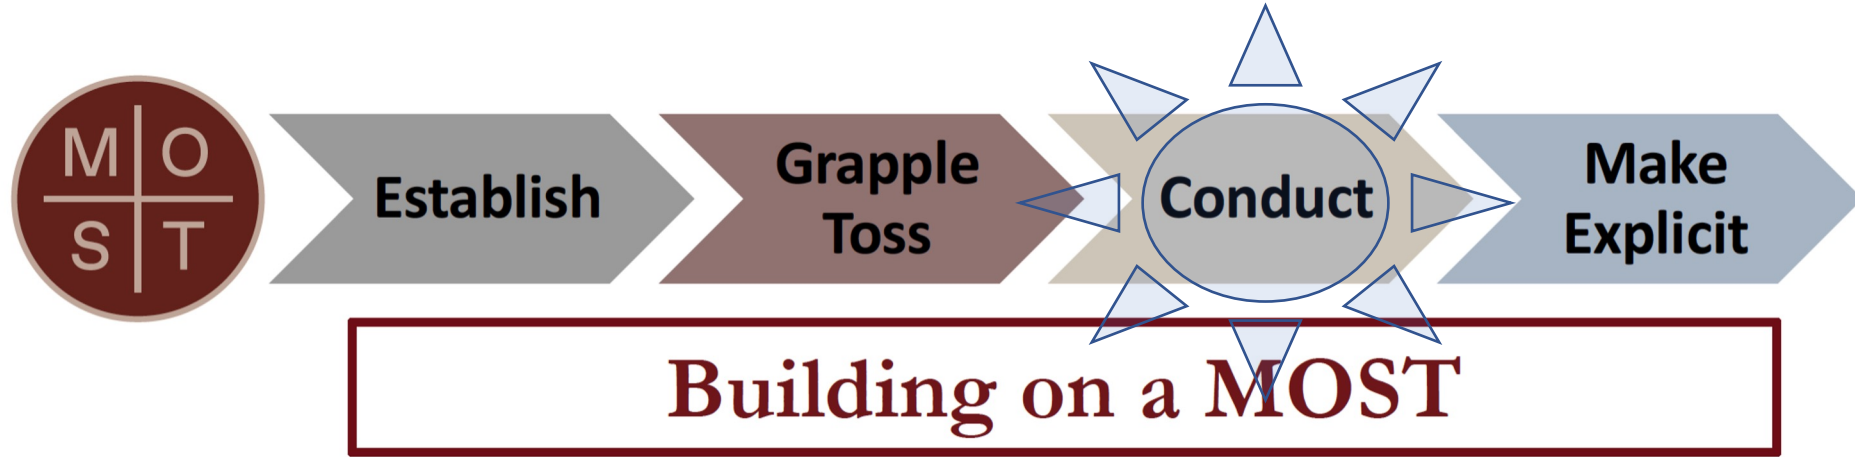 M O
S T
Establish
Grapple
Toss
Conduct
Make
Explicit
Building on a MOST